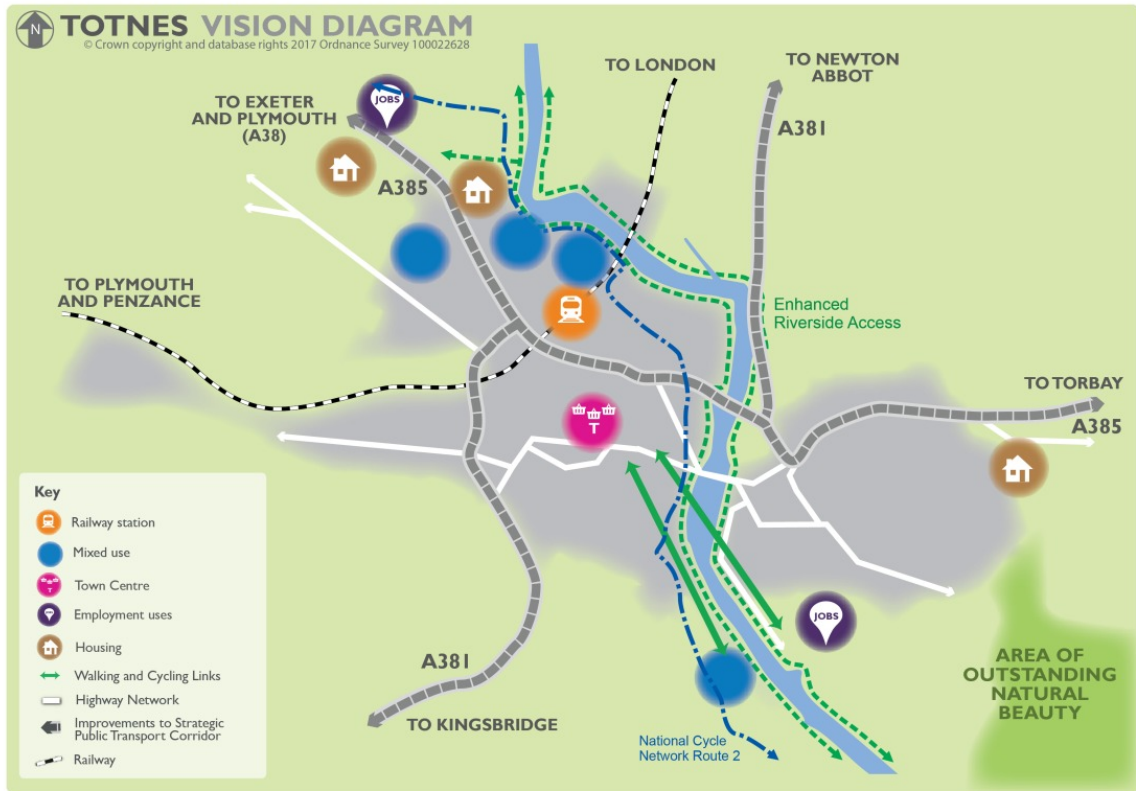 N
TOTNES VISION DIAGRAM
© Crown copyright and database rights 2017 Ordnance Survey 100022628
TO LONDON
TO NEWTON
ABBOT
JOBS
TO EXETER
AND PLYMOUTH
(A38)
A381
A385
TO PLYMOUTH
AND PENZANCE
Enhanced
Riverside Access
TO TORBAY
A385
T
JOBS
A381
TO KINGSBRIDGE
National Cycle
Network Route 2
AREA OF
OUTSTANDING
NATURAL
BEAUTY
Key
Railway station
Mixed use
T
Town Centre
Employment uses
Housing
Walking and Cycling Links
Highway Network
Improvements to Strategic
Public Transport Corridor
Railway